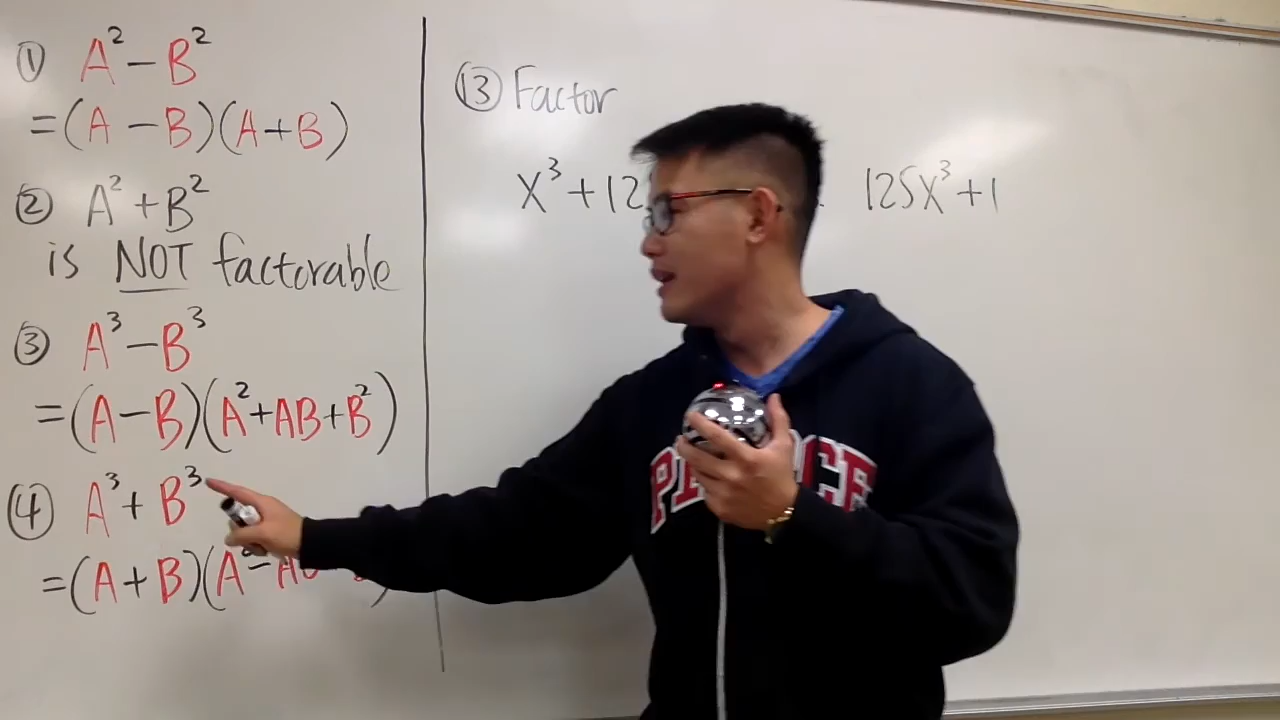 ① A² − B²
= (A − B)(A + B)
② A² + B²
is NOT factorable
③ A³ − B³
= (A − B)(A² + AB + B²)
④ A³ + B³
= (A + B)(A² − A
⑬ Factor
x³ + 12
125x³ + 1